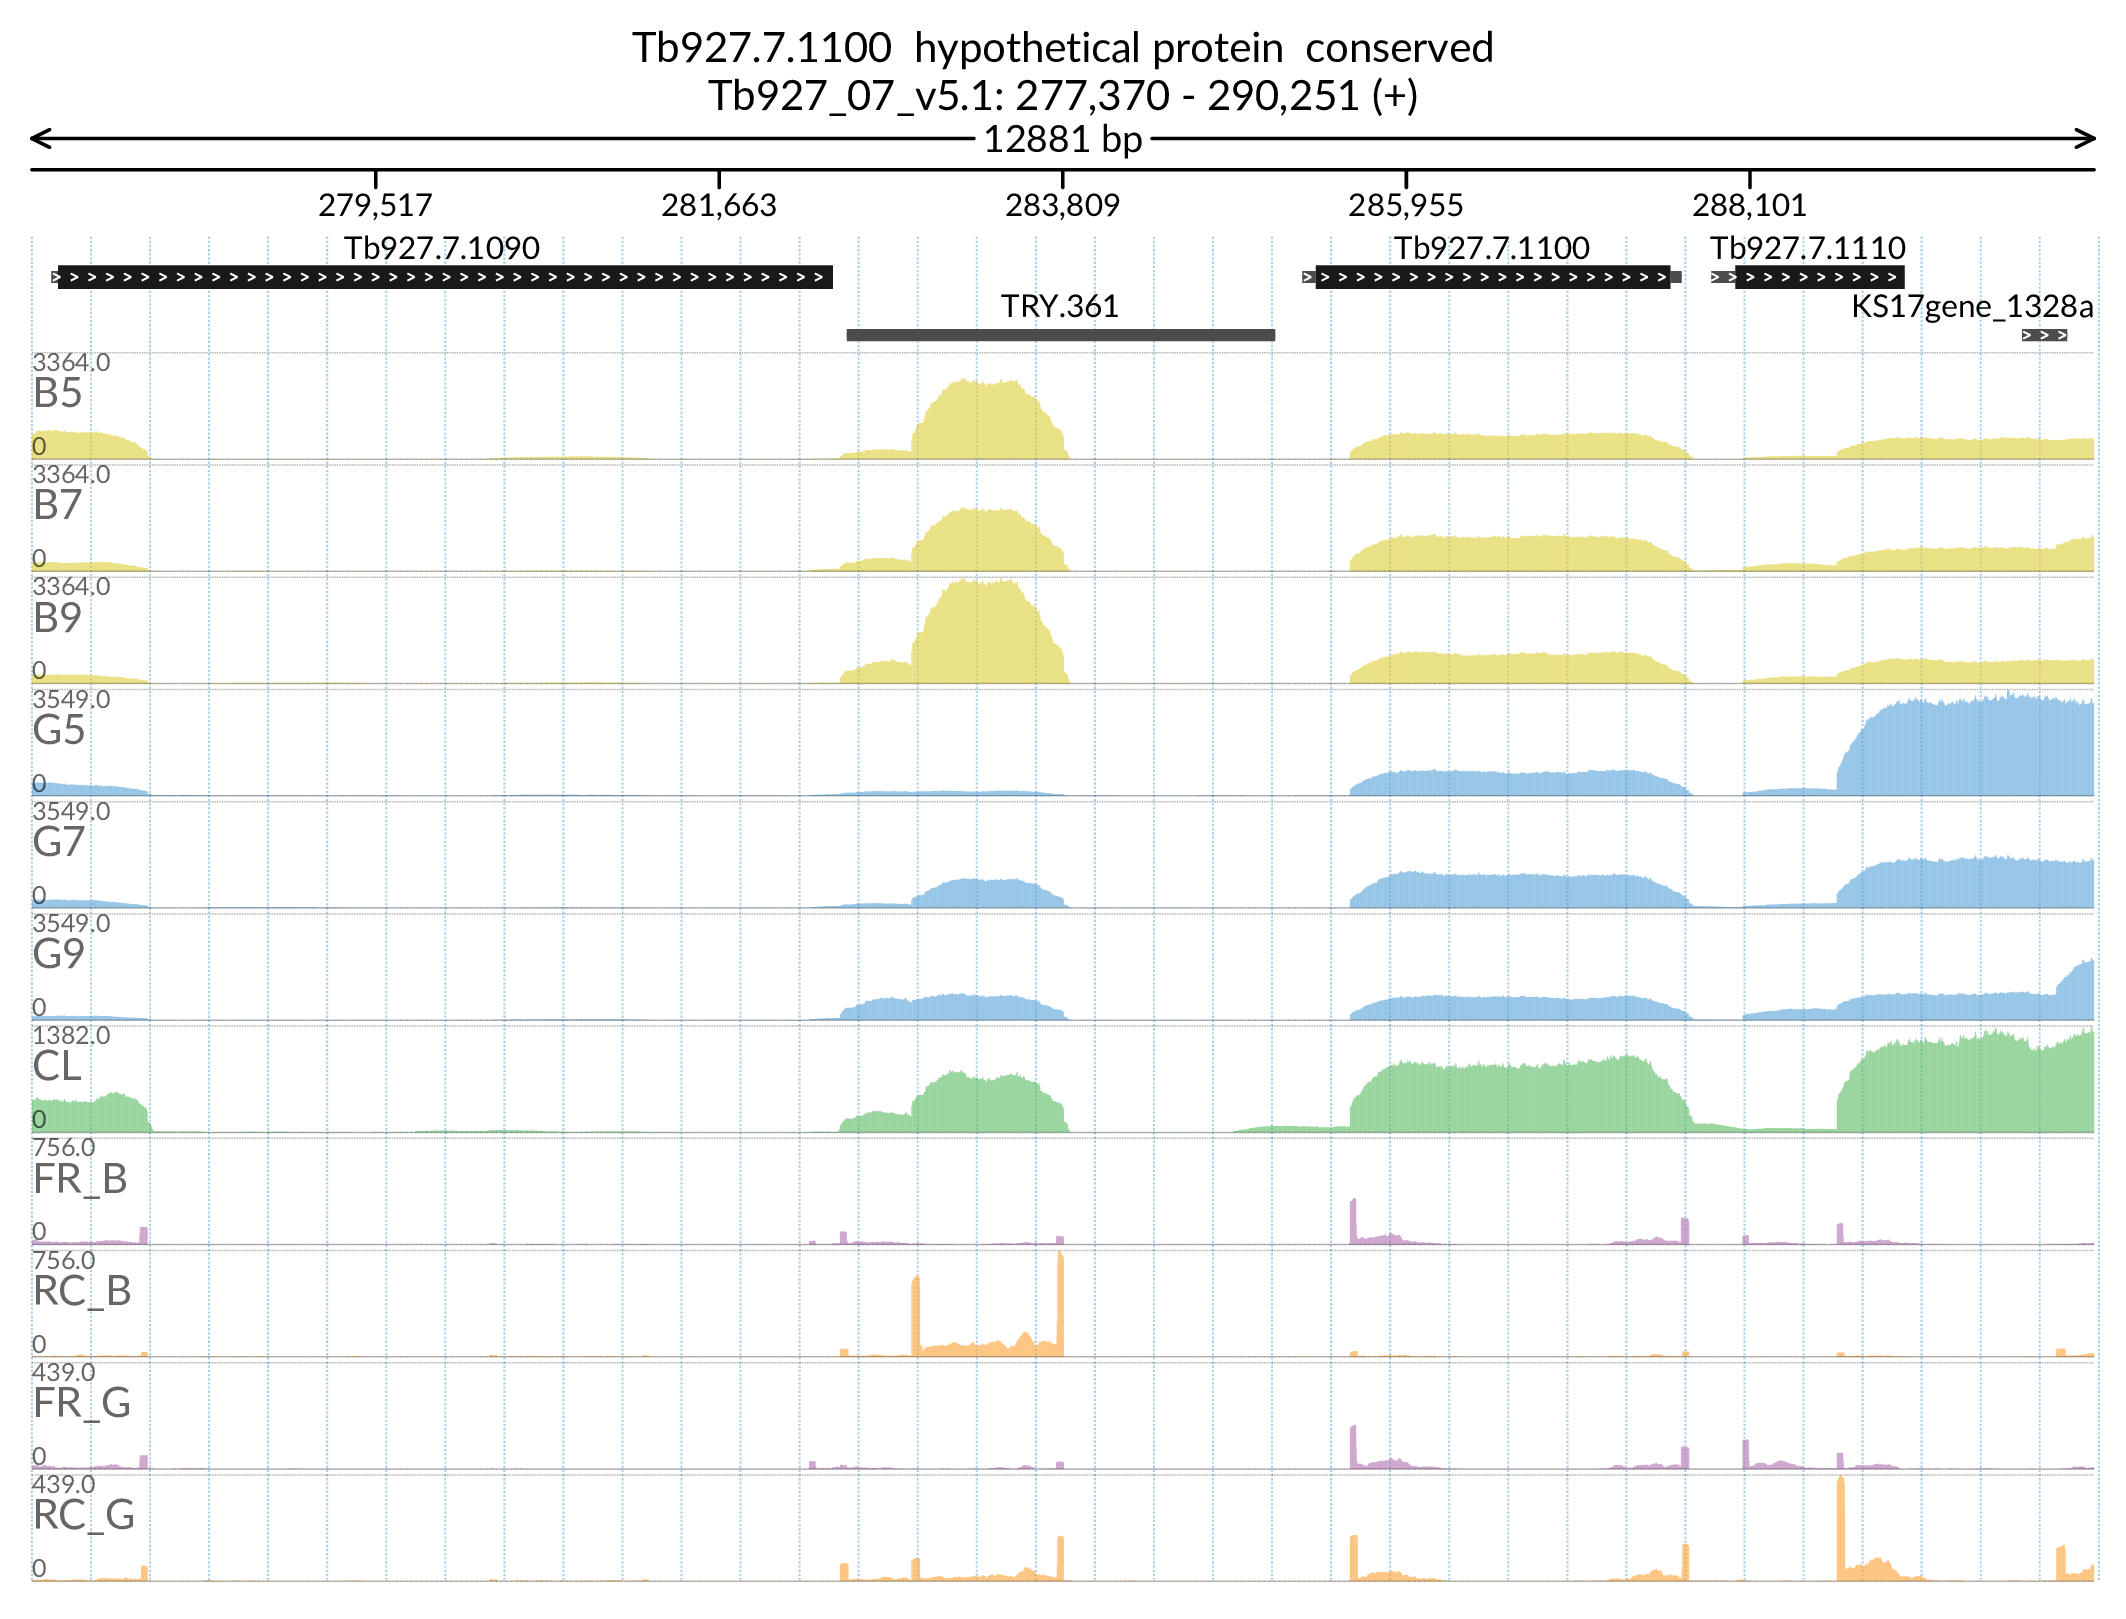 Tb927.7.1100 hypothetical protein conserved
Tb927_07_v5.1: 277,370 - 290,251 (+)
12881 bp
279,517 281,663 283,809 285,955 288,101
Tb927.7.1090 Tb927.7.1100 Tb927.7.1110
TRY.361 KS17gene_1328a
3364.0
B5
0
3364.0
B7
0
3364.0
B9
0
3549.0
G5
0
3549.0
G7
0
3549.0
G9
0
1382.0
CL
0
756.0
FR_B
0
756.0
RC_B
0
439.0
FR_G
0
439.0
RC_G
0